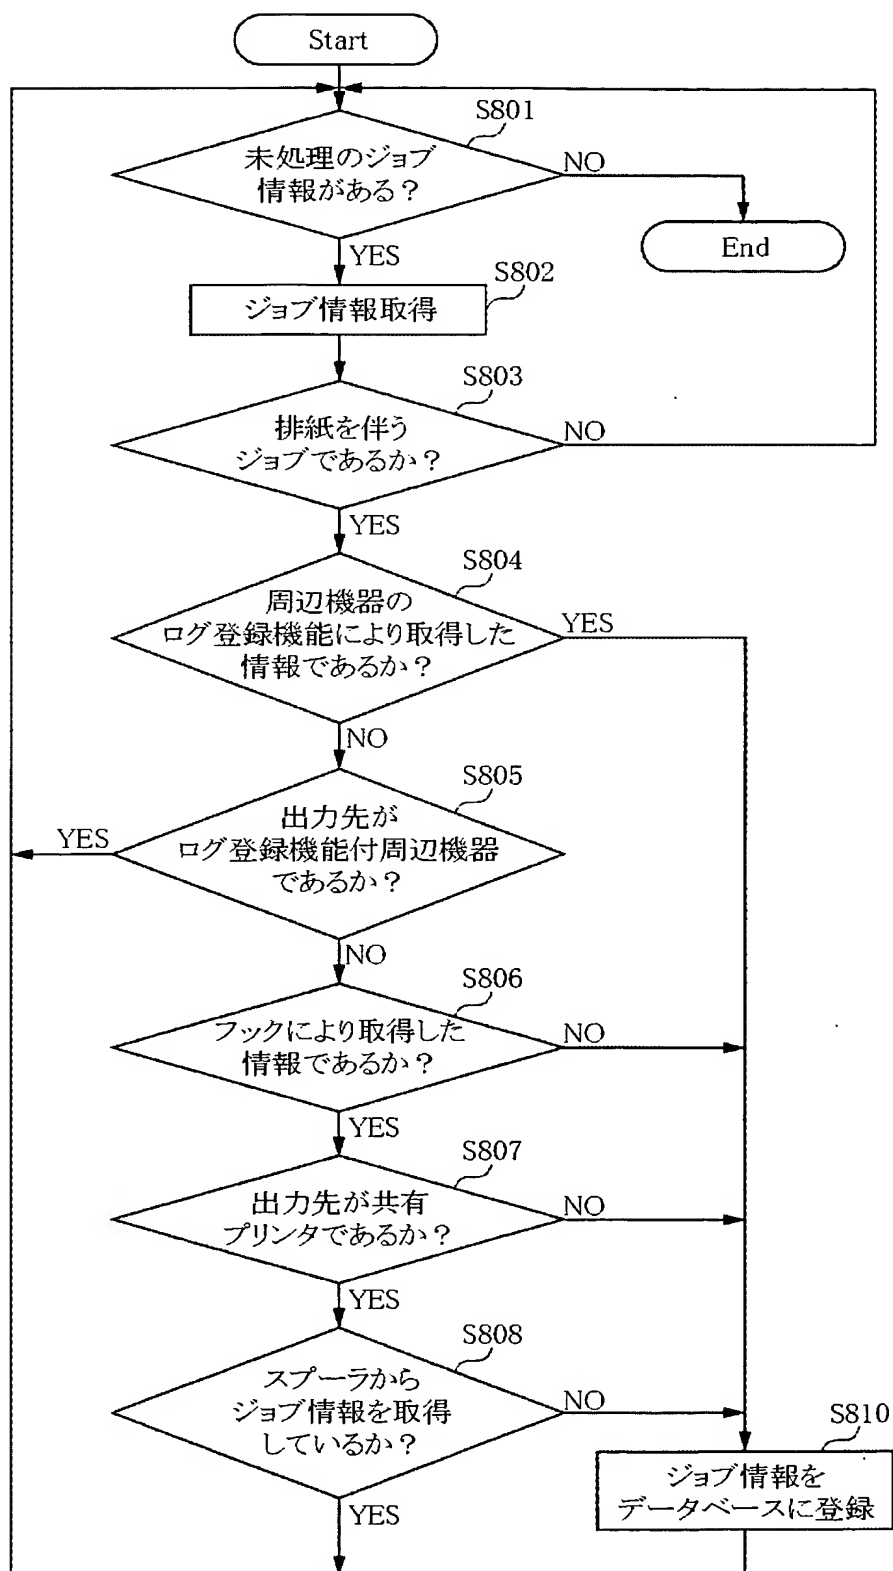 Start
S801
未処理のジョブ
情報がある？
NO
End
YES
S802
ジョブ情報取得
S803
排紙を伴う
ジョブであるか？
NO
YES
S804
周辺機器の
ログ登録機能により取得した
情報であるか？
YES
NO
S805
出力先が
ログ登録機能付周辺機器
であるか？
YES
NO
S806
フックにより取得した
情報であるか？
NO
YES
S807
出力先が共有
プリンタであるか？
NO
YES
S808
スプーラから
ジョブ情報を取得
しているか？
NO
S810
ジョブ情報を
データベースに登録
YES